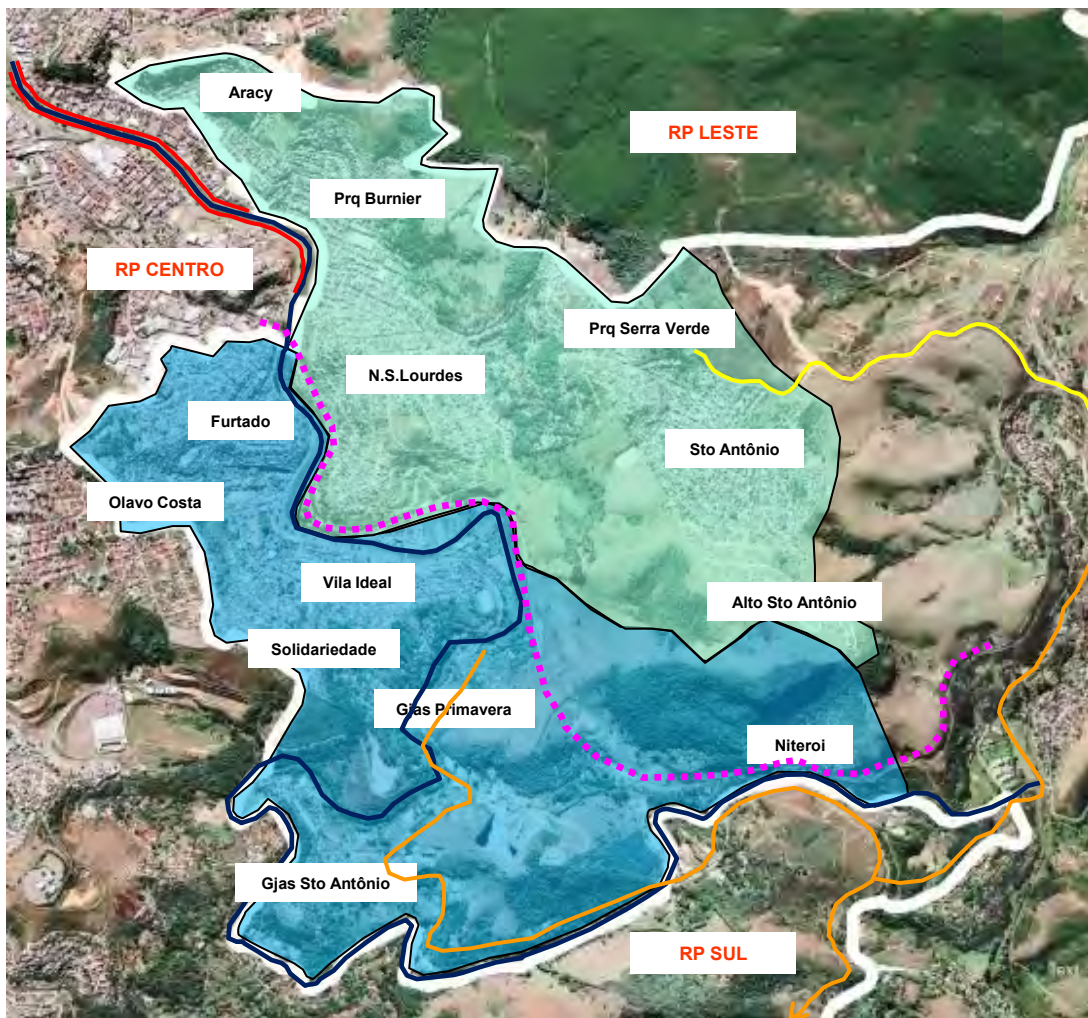 Aracy
RP LESTE
Prq Burnier
RP CENTRO
Prq Serra Verde
N.S.Lourdes
Furtado
Sto Antônio
Olavo Costa
Vila Ideal
Alto Sto Antônio
Solidariedade
Gjas Primavera
Niteroi
Gjas Sto Antônio
RP SUL